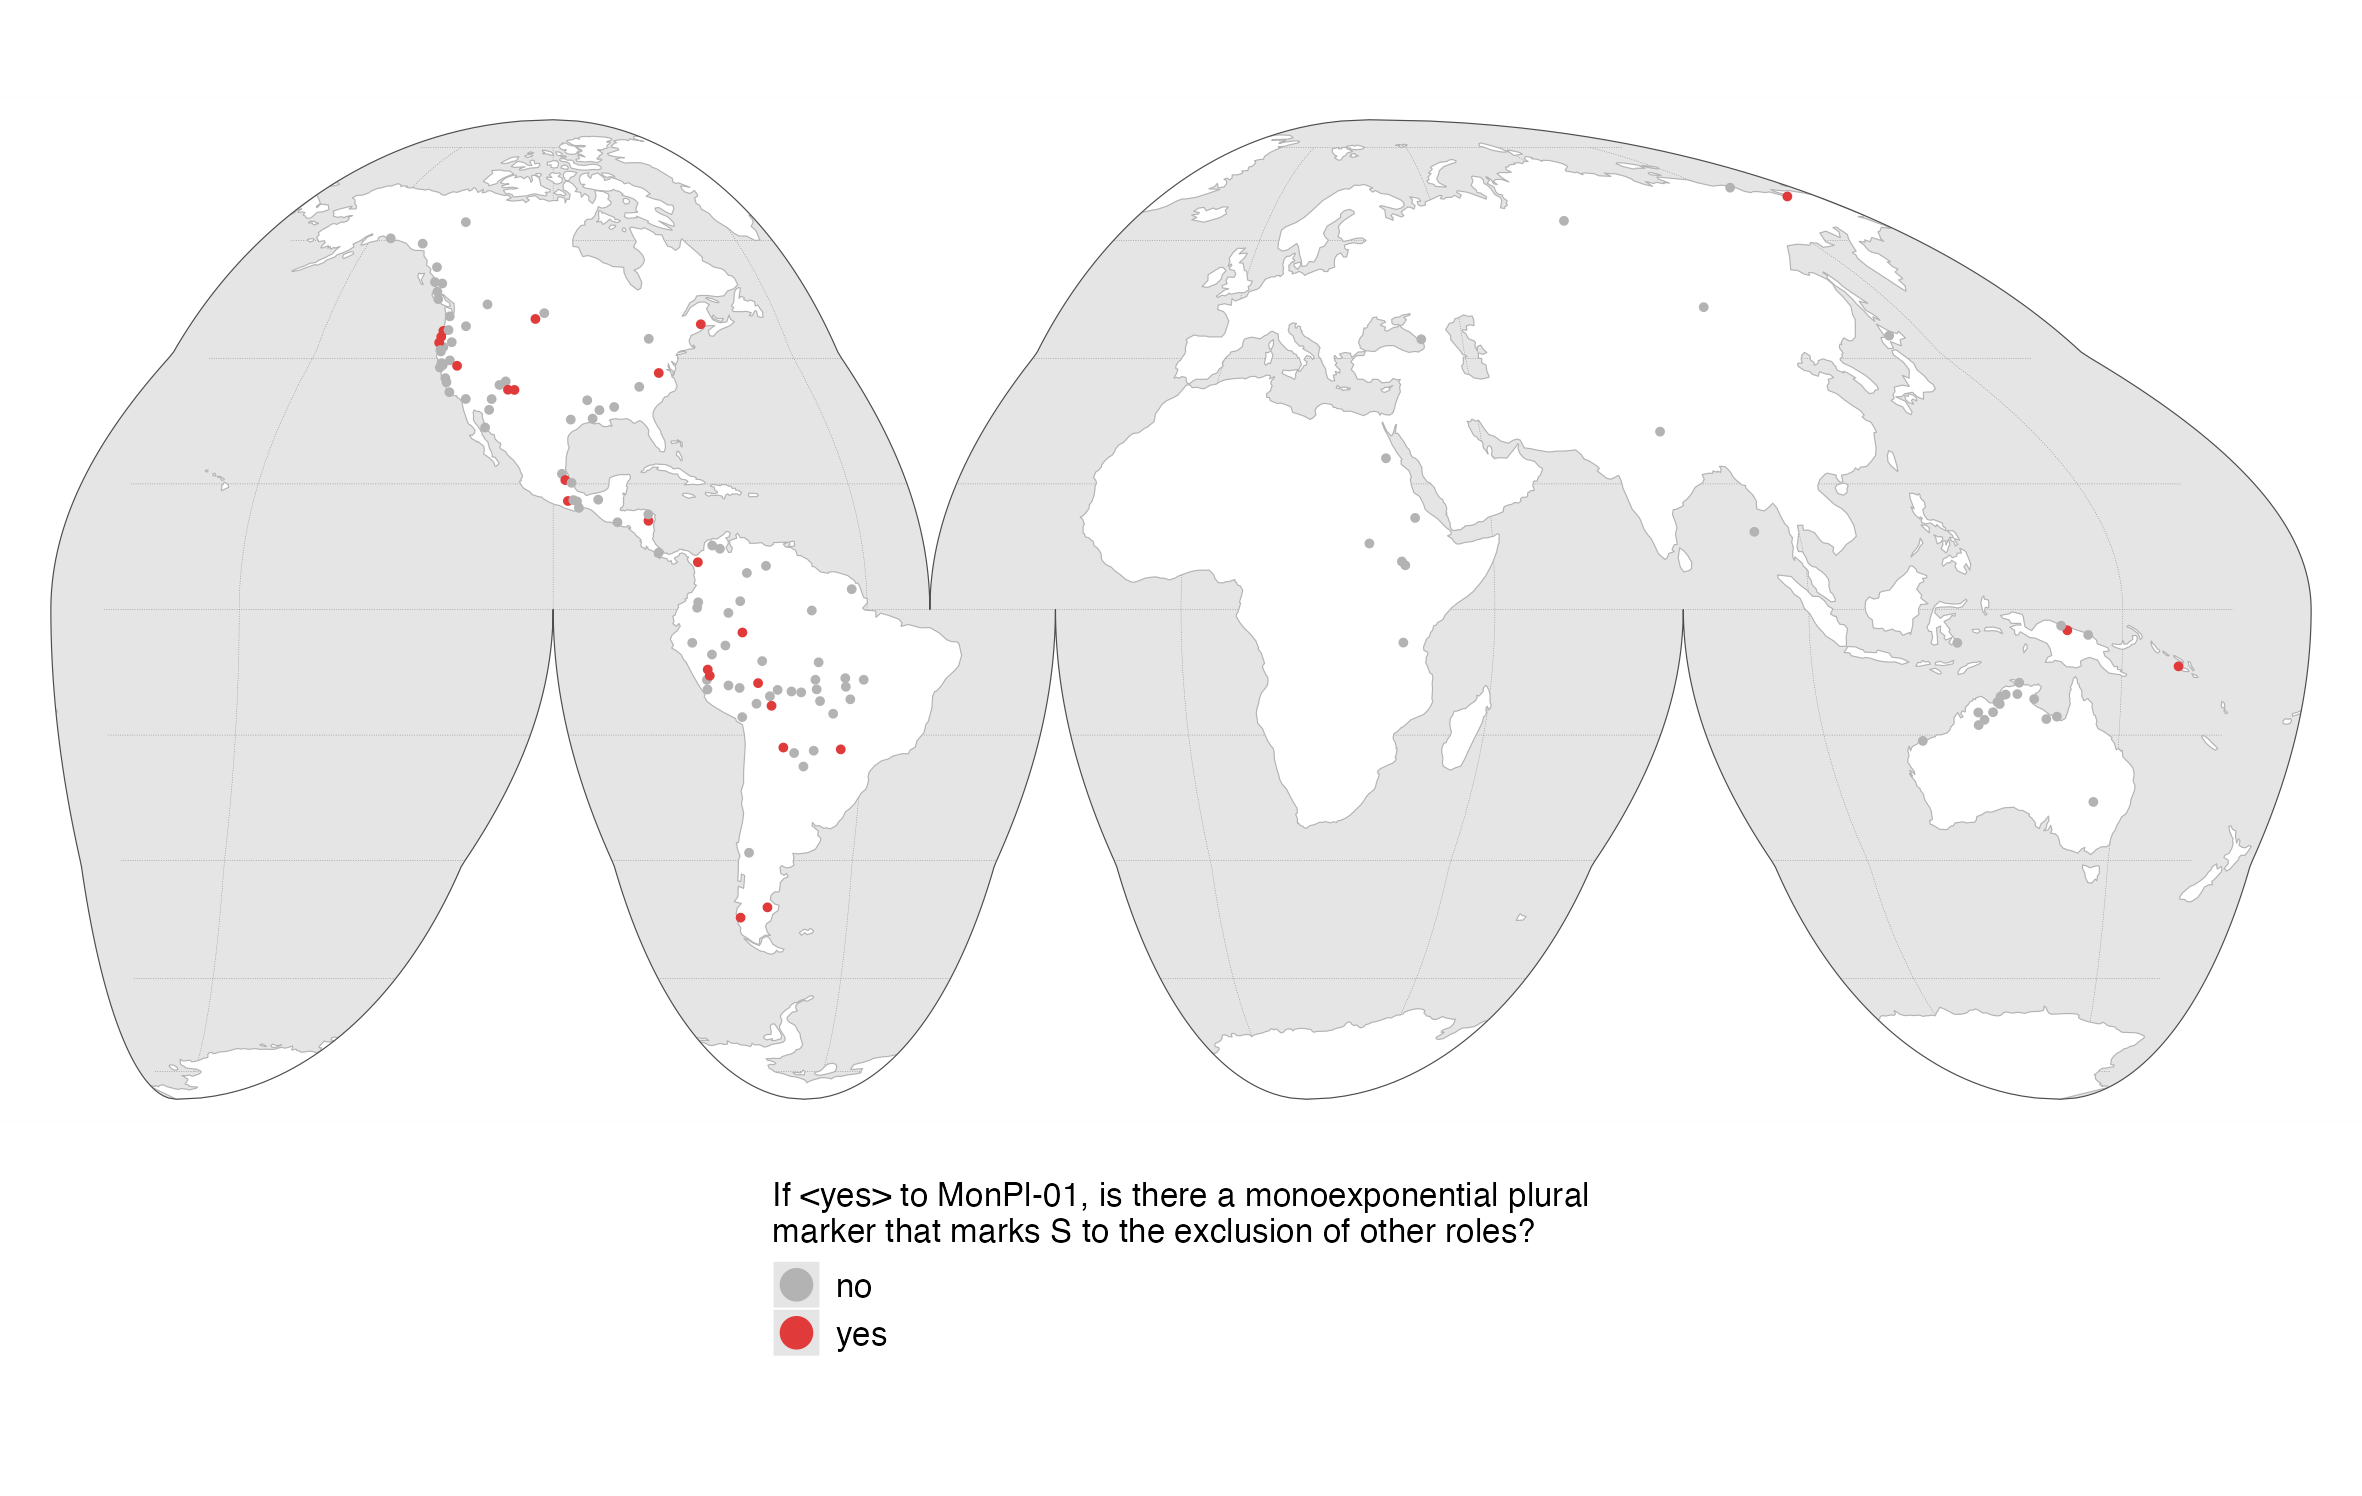 If <yes> to MonPl-01, is there a monoexponential plural
marker that marks S to the exclusion of other roles?
no
yes